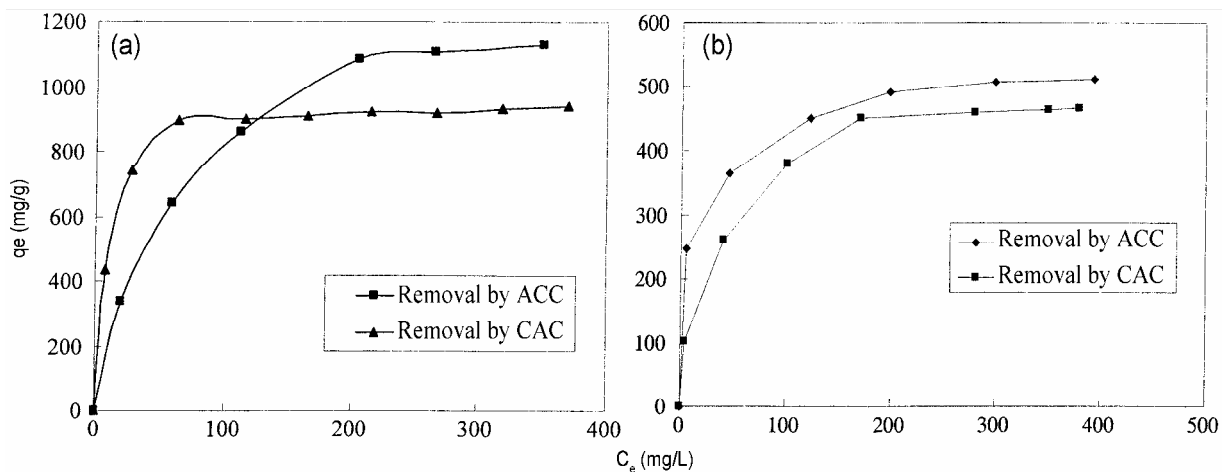 (a)
1200
1000
800
600
400
200
0
qe (mg/g)
0 100 200 300 400
Removal by ACC
Removal by CAC
(b)
600
500
400
300
200
100
0
0 100 200 300 400 500
Removal by ACC
Removal by CAC
Ce (mg/L)